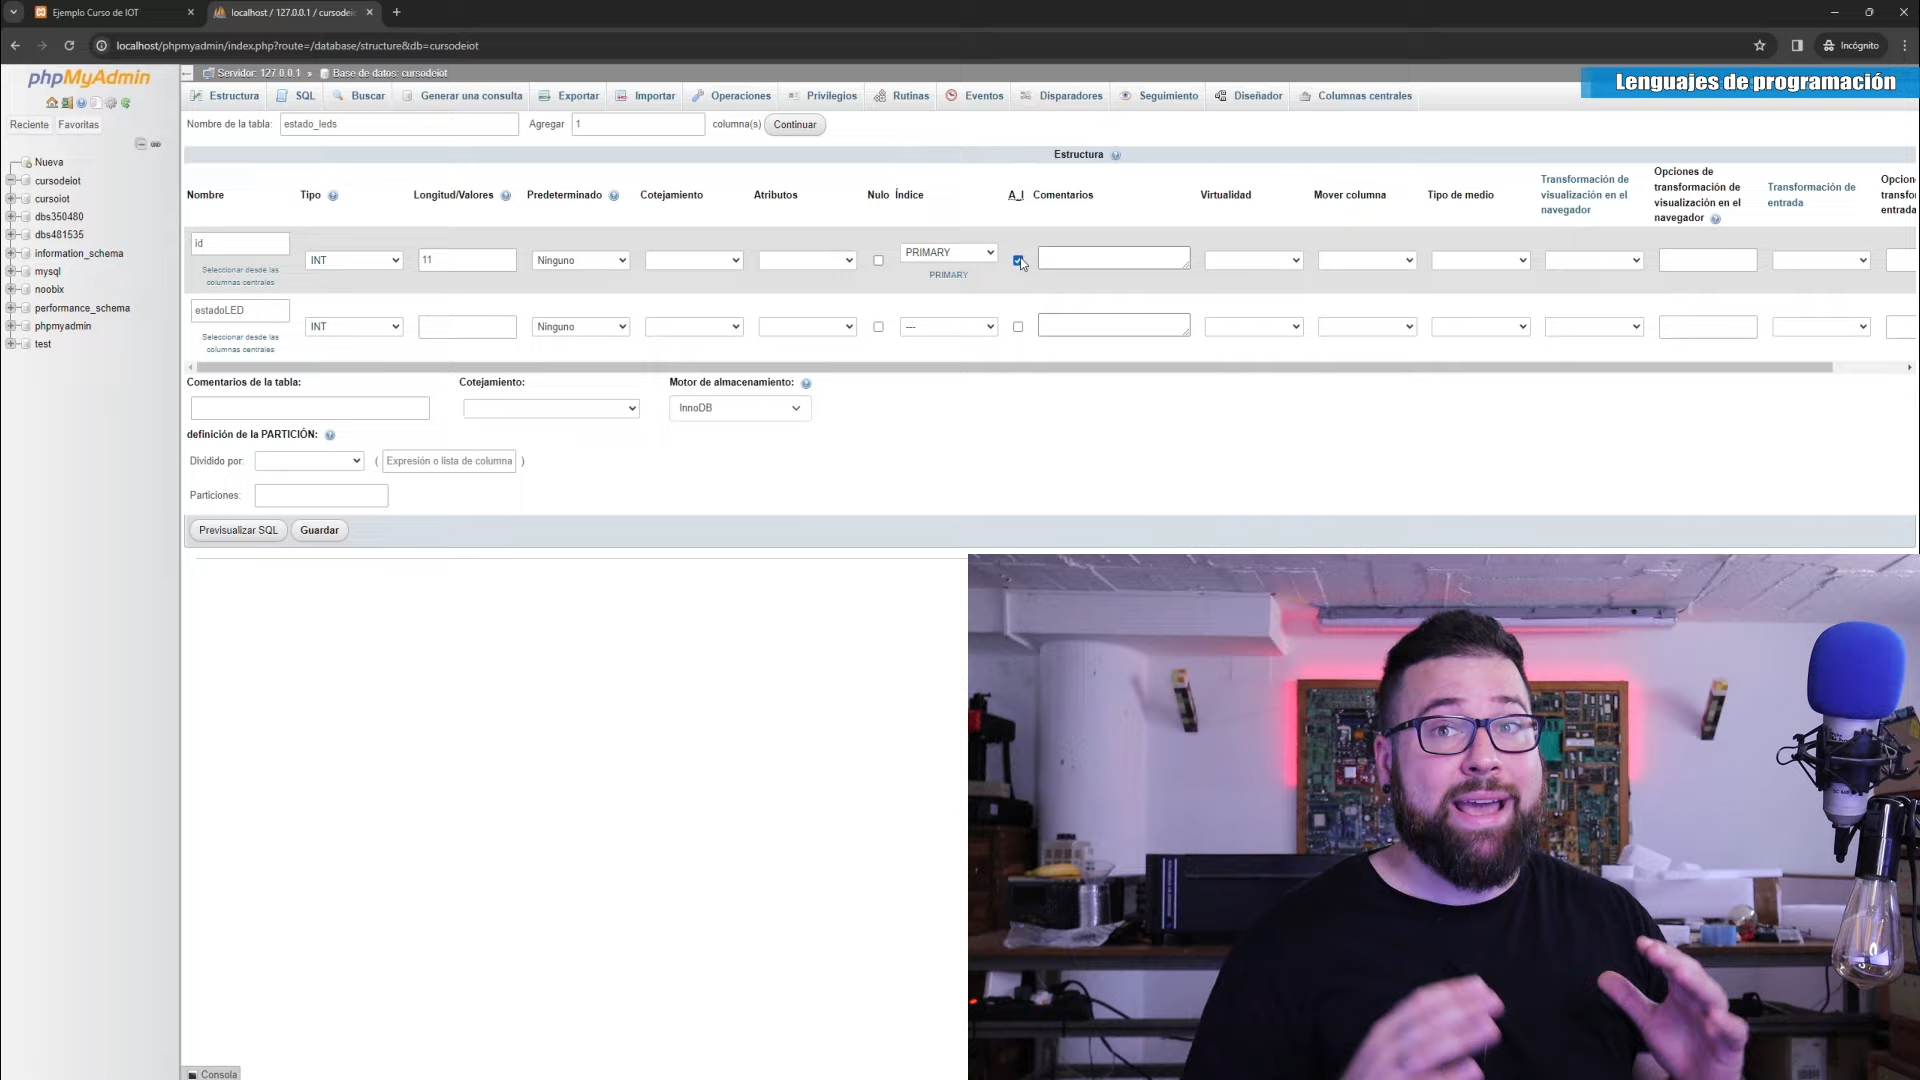 Ejemplo Curso de IOT
localhost / 127.0.0.1 / cursodei
localhost/phpmyadmin/index.php?route=/database/structure&db=cursodeiot
Incógnito
Lenguajes de programación
phpMyAdmin
Reciente Favoritas
Nueva
cursodeiot
cursoiot
dbs350480
dbs481535
information_schema
mysql
noobix
performance_schema
phpmyadmin
test
Servidor: 127.0.0.1 » Base de datos: cursodeiot
Estructura SQL Buscar Generar una consulta Exportar Importar Operaciones Privilegios Rutinas Eventos Disparadores Seguimiento Diseñador Columnas centrales
Nombre de la tabla: estado_leds Agregar 1 columna(s) Continuar
Estructura
Nombre Tipo Longitud/Valores Predeterminado Cotejamiento Atributos Nulo Índice A_I Comentarios Virtualidad Mover columna Tipo de medio
Transformación de
visualización en el
navegador
Opciones de
transformación de
visualización en el
navegador
Transformación de
entrada
Opcion
transfo
entrada
id
Seleccionar desde las
columnas centrales
INT 11 Ninguno PRIMARY
PRIMARY
estadoLED
Seleccionar desde las
columnas centrales
INT Ninguno ---
Comentarios de la tabla: Cotejamiento: Motor de almacenamiento:
InnoDB
definición de la PARTICIÓN:
Dividido por: ( Expresión o lista de columna )
Particiones:
Previsualizar SQL Guardar
Consola